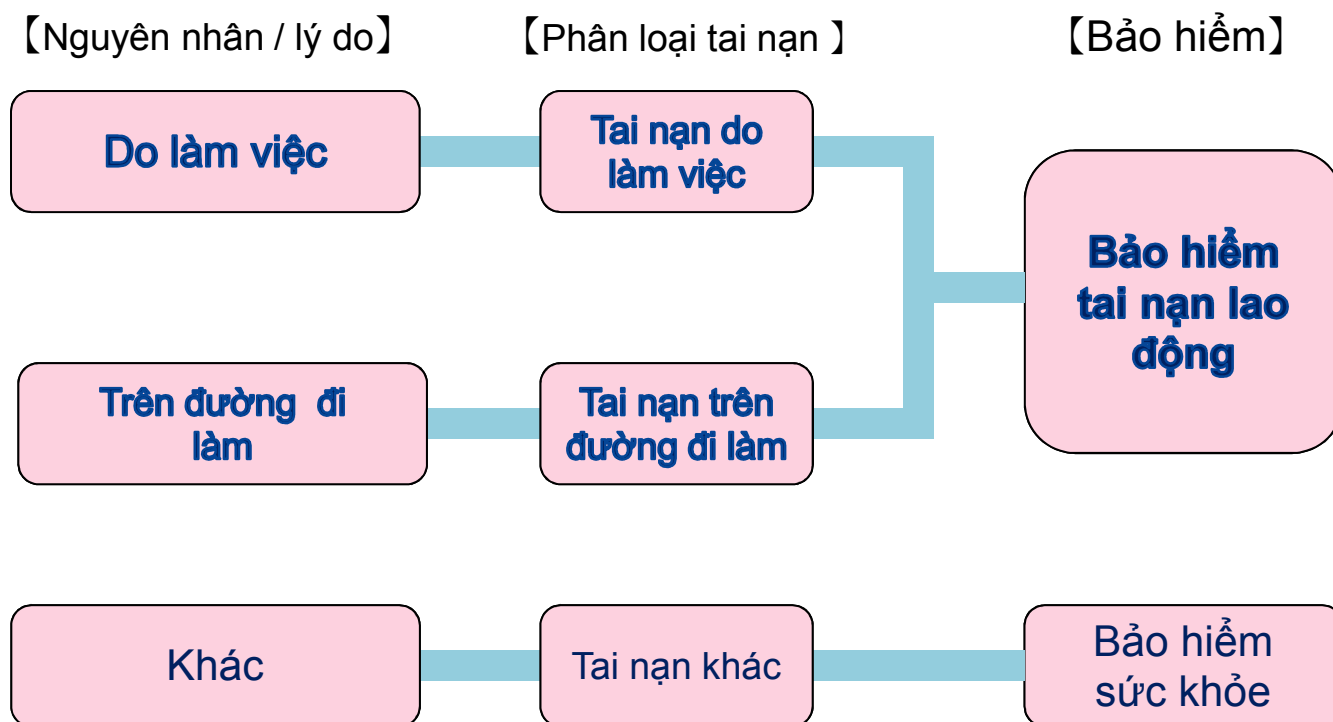 【Nguyên nhân / lý do】
【Phân loại tai nạn 】
【Bảo hiểm】
Do làm việc
Tai nạn do
làm việc
Bảo hiểm
tai nạn lao
động
Trên đường  đi
làm
Tai nạn trên
đường đi làm
Khác
Tai nạn khác
Bảo hiểm
sức khỏe